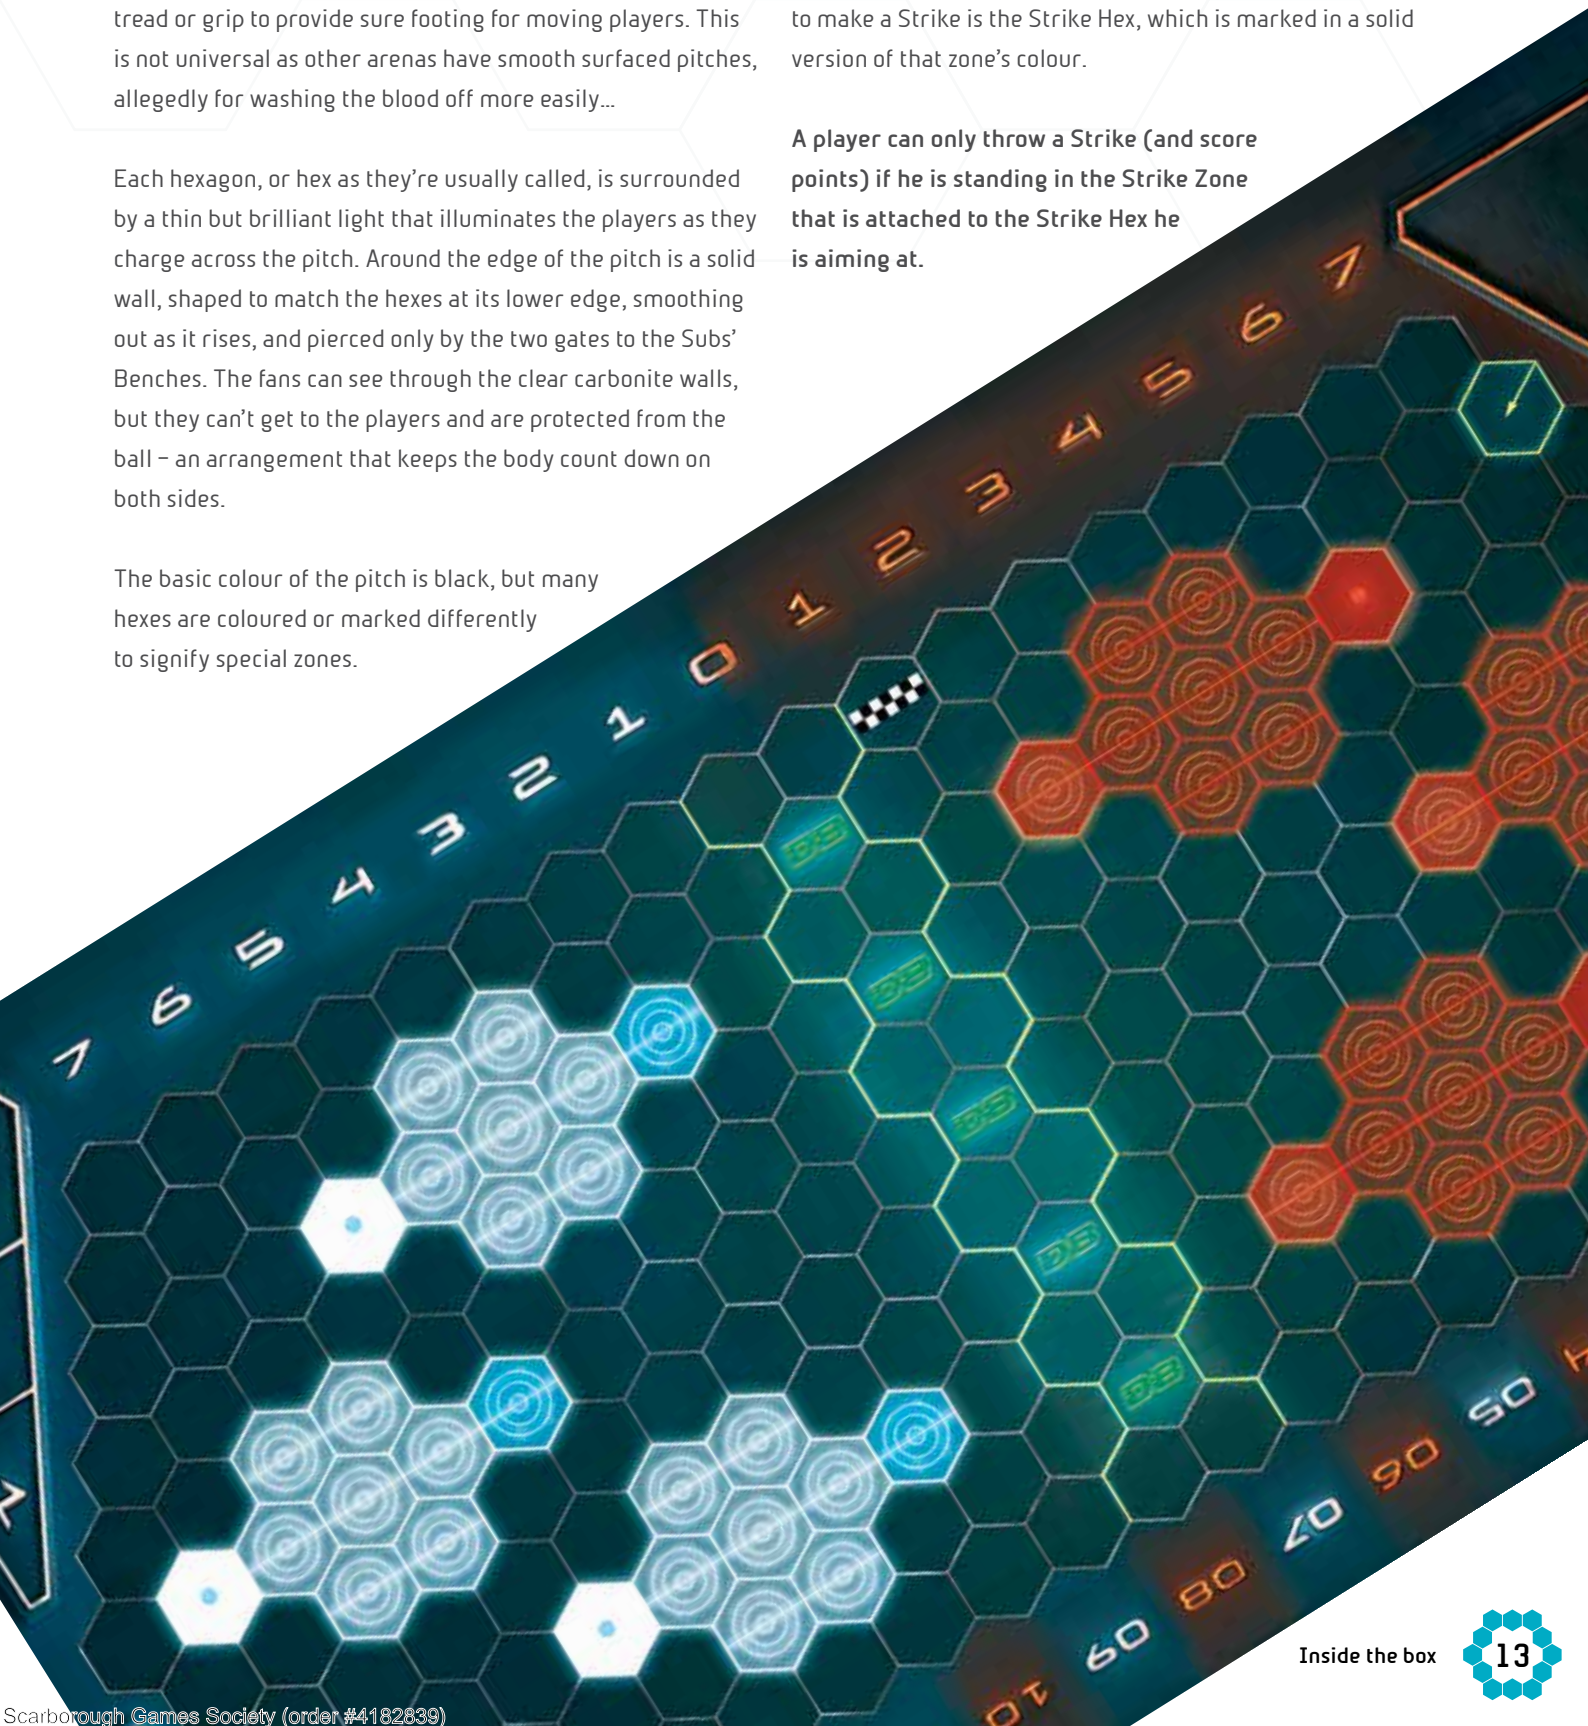 tread or grip to provide sure footing for moving players. This
is not universal as other arenas have smooth surfaced pitches,
allegedly for washing the blood off more easily...
Each hexagon, or hex as they're usually called, is surrounded
by a thin but brilliant light that illuminates the players as they
charge across the pitch. Around the edge of the pitch is a solid
wall, shaped to match the hexes at its lower edge, smoothing
out as it rises, and pierced only by the two gates to the Subs'
Benches. The fans can see through the clear carbonite walls,
but they can't get to the players and are protected from the
ball – an arrangement that keeps the body count down on
both sides.
The basic colour of the pitch is black, but many
hexes are coloured or marked differently
to signify special zones.
to make a Strike is the Strike Hex, which is marked in a solid
version of that zone's colour.
A player can only throw a Strike (and score
points) if he is standing in the Strike Zone
that is attached to the Strike Hex he
is aiming at.
7 6 5 4 3 2 1 0 1 2 3 4 5 6 7
DB
DB
DB
DB
DB
10 09 08 07 06 05
Inside the box
13
Scarborough Games Society (order #4182839)